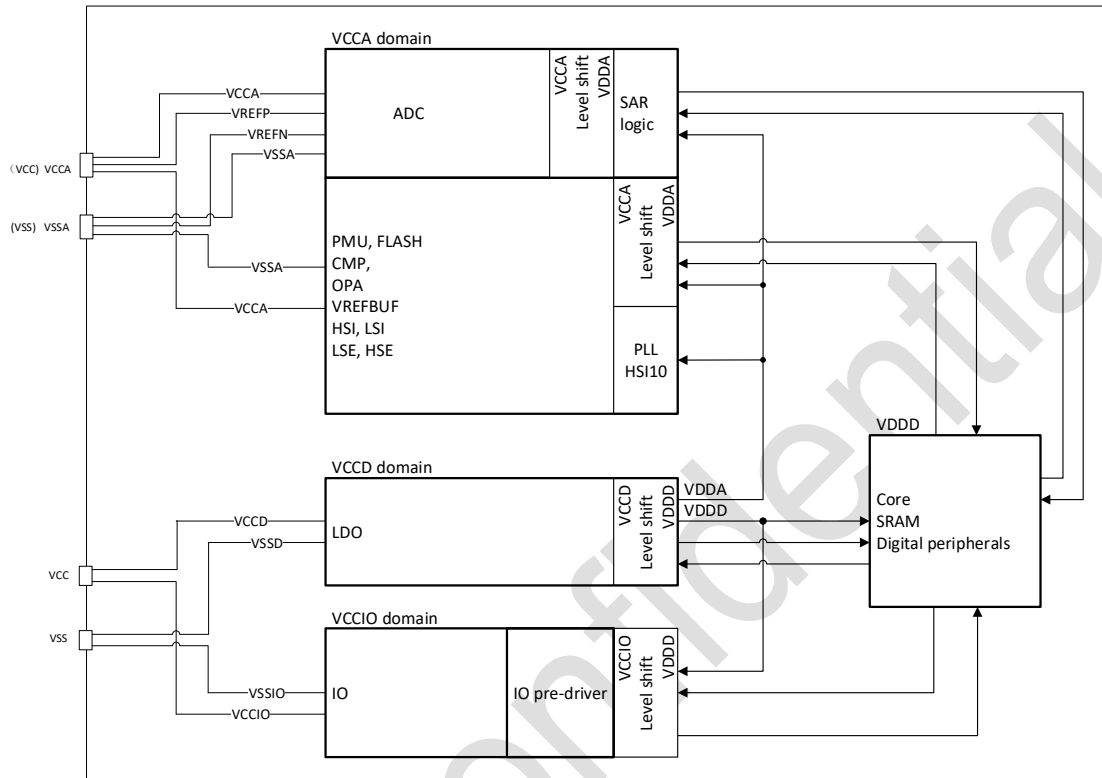 VCCA domain
VCCA
VREFP
VREFN
VSSA
ADC
VCCA
Level shift
VDDA
SAR
logic
（VCC) VCCA
(VSS) VSSA
VSSA
VCCA
PMU, FLASH
CMP,
OPA
VREFBUF
HSI, LSI
LSE, HSE
VCCA
Level shift
VDDA
PLL
HSI10
VDDD
Core
SRAM
Digital peripherals
VCCD domain
VCCD
VSSD
LDO
VCCD
Level shift
VDDD
VDDA
VDDD
VCC
VSS
VCCIO domain
VSSIO
VCCIO
IO
IO pre-driver
VCCIO
Level shift
VDDD